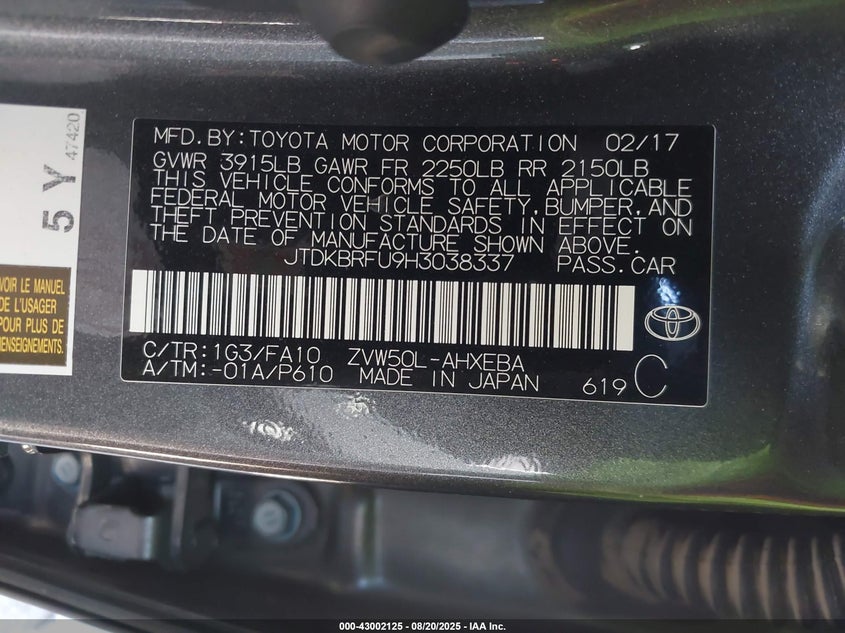 MFD.BY:TOYOTA MOTOR CORPORATION 02/17
GVWR 3915LB GAWR FR 2250LB RR 2150LB
THIS VEHICLE CONFORMS TO ALL APPLICABLE
FEDERAL MOTOR VEHICLE SAFETY,BUMPER,AND
THEFT PREVENTION STANDARDS IN EFFECT ON
THE DATE OF MANUFACTURE SHOWN ABOVE.
JTDKBRFU9H3038337 PASS.CAR
C/TR:1G3/FA10 ZVW50L-AHXEBA
A/TM:-01A/P610 MADE IN JAPAN 619 C
5 Y
47420
VOIR LE MANUEL
DE L'USAGER
POUR PLUS DE
RENSEIGNEMENTS
000-43002125 - 08/20/2025 - IAA Inc.